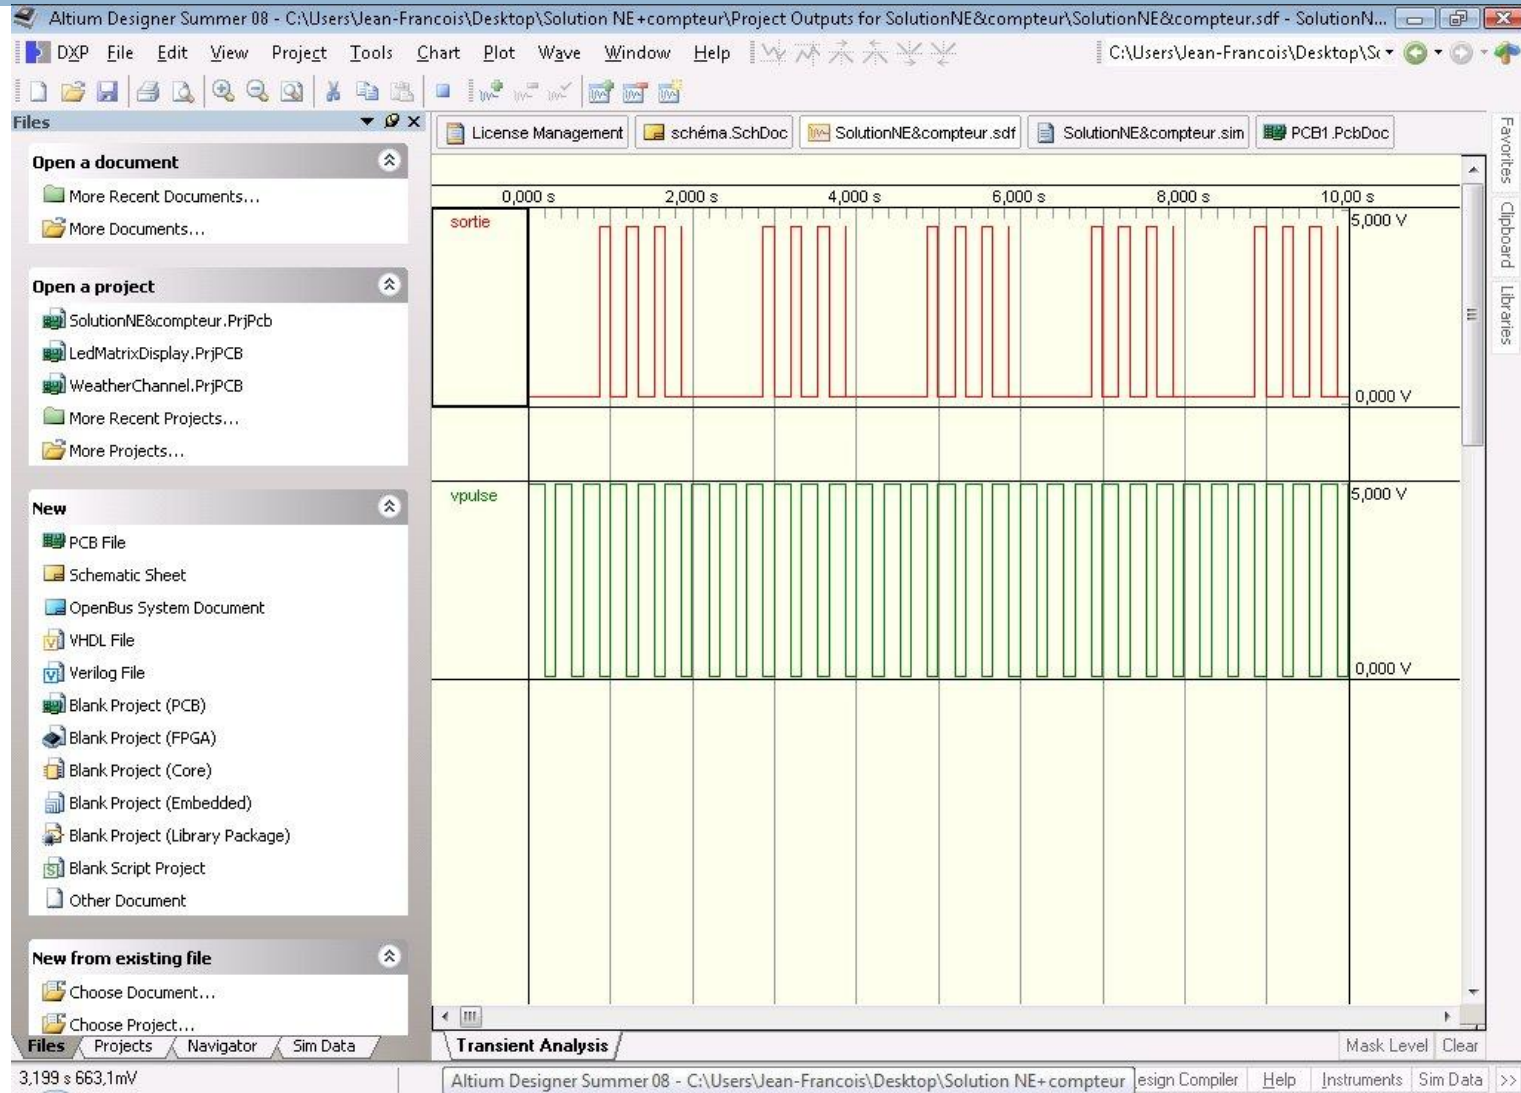 Altium Designer Summer 08 - C:\Users\Jean-Francois\Desktop\Solution NE+compteur\Project Outputs for SolutionNE&compteur\SolutionNE&compteur.sdf - SolutionN...
DXP File Edit View Project Tools Chart Plot Wave Window Help C:\Users\Jean-Francois\Desktop\Sc
Files
License Management schéma.SchDoc SolutionNE&compteur.sdf SolutionNE&compteur.sim PCB1.PcbDoc
Favorites
Clipboard
Libraries
Open a document
More Recent Documents...
More Documents...
Open a project
SolutionNE&compteur.PrjPcb
LedMatrixDisplay.PrjPCB
WeatherChannel.PrjPCB
More Recent Projects...
More Projects...
New
PCB File
Schematic Sheet
OpenBus System Document
VHDL File
Verilog File
Blank Project (PCB)
Blank Project (FPGA)
Blank Project (Core)
Blank Project (Embedded)
Blank Project (Library Package)
Blank Script Project
Other Document
New from existing file
Choose Document...
Choose Project...
Files Projects Navigator Sim Data
0,000 s 2,000 s 4,000 s 6,000 s 8,000 s 10,00 s
sortie 5,000 V
0,000 V
vpulse 5,000 V
0,000 V
Transient Analysis Mask Level Clear
3,199 s 663,1mV Altium Designer Summer 08 - C:\Users\Jean-Francois\Desktop\Solution NE+compteur esign Compiler Help Instruments Sim Data >>